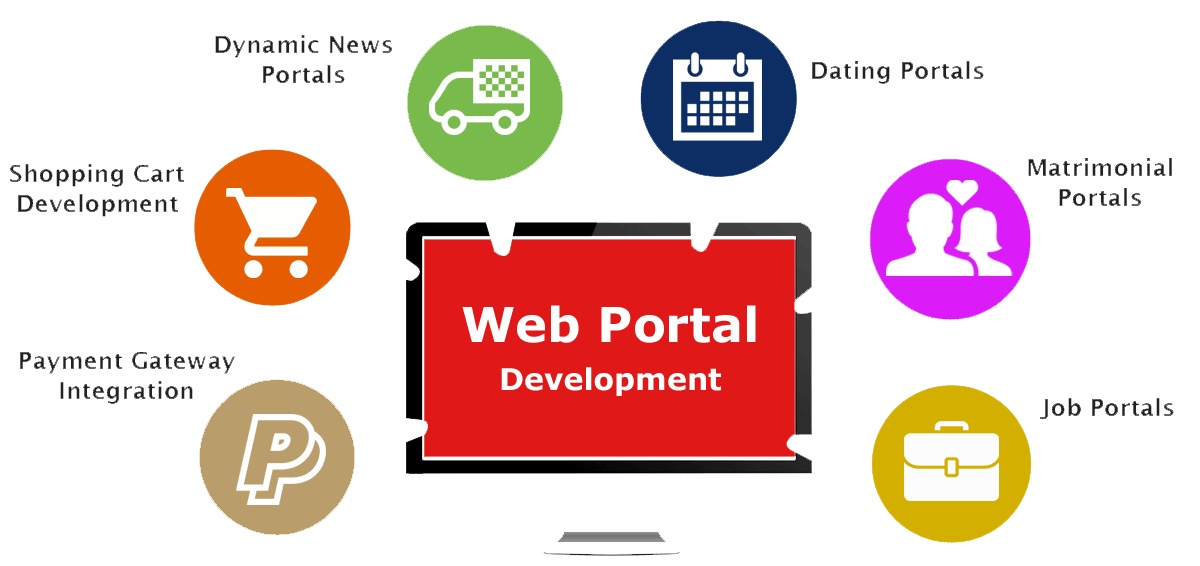 Dynamic News
Portals
Dating Portals
Shopping Cart
Development
Matrimonial
Portals
Web Portal
Development
Payment Gateway
Integration
Job Portals